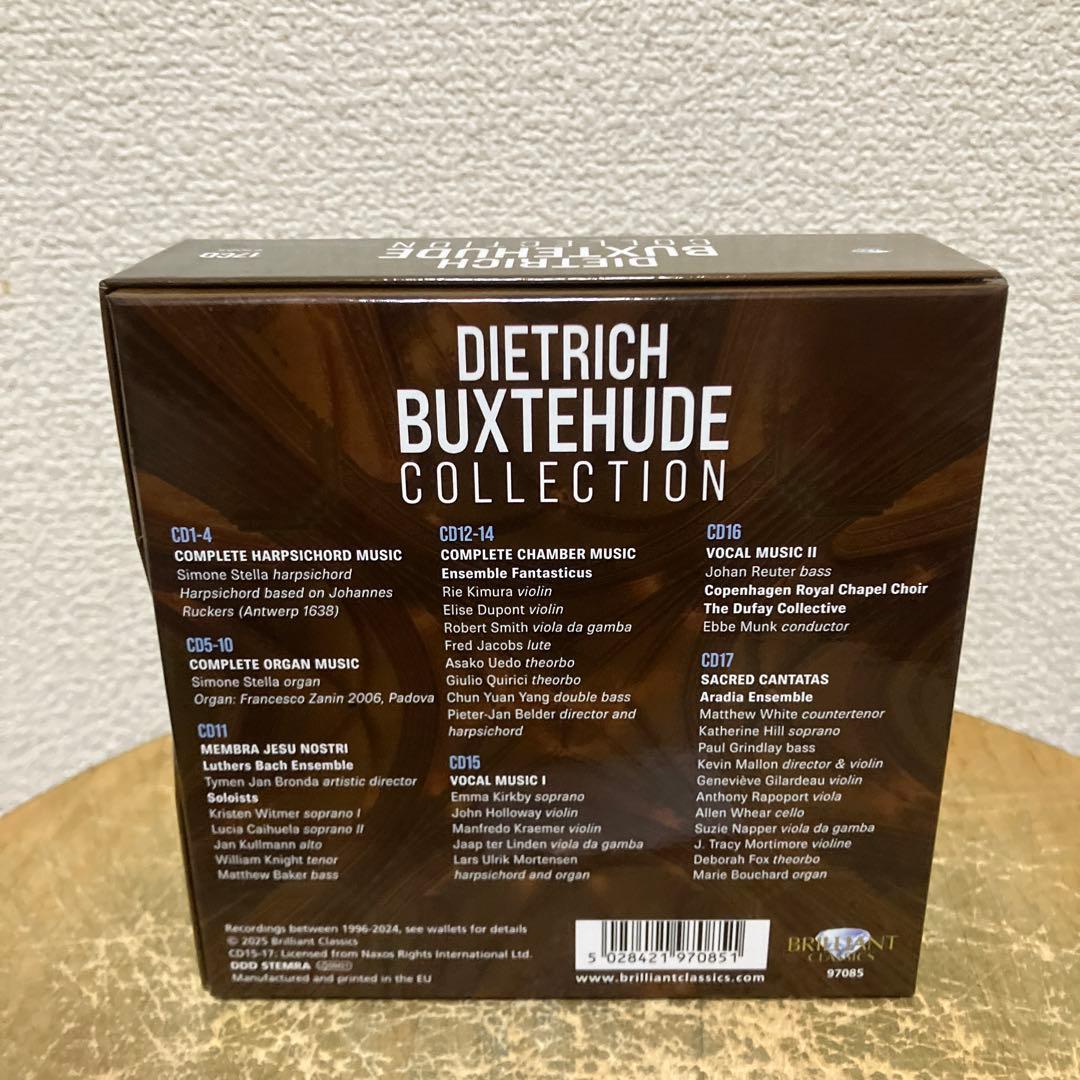 DIETRICH
BUXTEHUDE
COLLECTION
17CD
DIETRICH
BUXTEHUDE
COLLECTION
CD1-4
COMPLETE HARPSICHORD MUSIC
Simone Stella harpsichord
Harpsichord based on Johannes
Ruckers (Antwerp 1638)
CD5-10
COMPLETE ORGAN MUSIC
Simone Stella organ
Organ: Francesco Zanin 2006, Padova
CD11
MEMBRA JESU NOSTRI
Luthers Bach Ensemble
Tymen Jan Bronda artistic director
Soloists
Kristen Witmer soprano I
Lucia Caihuela soprano II
Jan Kullmann alto
William Knight tenor
Matthew Baker bass
CD12-14
COMPLETE CHAMBER MUSIC
Ensemble Fantasticus
Rie Kimura violin
Elise Dupont violin
Robert Smith viola da gamba
Fred Jacobs lute
Asako Uedo theorbo
Giulio Quirici theorbo
Chun Yuan Yang double bass
Pieter-Jan Belder director and
harpsichord
CD15
VOCAL MUSIC I
Emma Kirkby soprano
John Holloway violin
Manfredo Kraemer violin
Jaap ter Linden viola da gamba
Lars Ulrik Mortensen
harpsichord and organ
CD16
VOCAL MUSIC II
Johan Reuter bass
Copenhagen Royal Chapel Choir
The Dufay Collective
Ebbe Munk conductor
CD17
SACRED CANTATAS
Aradia Ensemble
Matthew White countertenor
Katherine Hill soprano
Paul Grindlay bass
Kevin Mallon director & violin
Geneviève Gilardeau violin
Anthony Rapoport viola
Allen Whear cello
Suzie Napper viola da gamba
J. Tracy Mortimore violine
Deborah Fox theorbo
Marie Bouchard organ
Recordings between 1996-2024, see wallets for details
© 2025 Brilliant Classics
CD15-17: Licensed from Naxos Rights International Ltd.
DDD STEMRA
Manufactured and printed in the EU
5 028421 970851
www.brilliantclassics.com
BRILLIANT
CLASSICS
97085